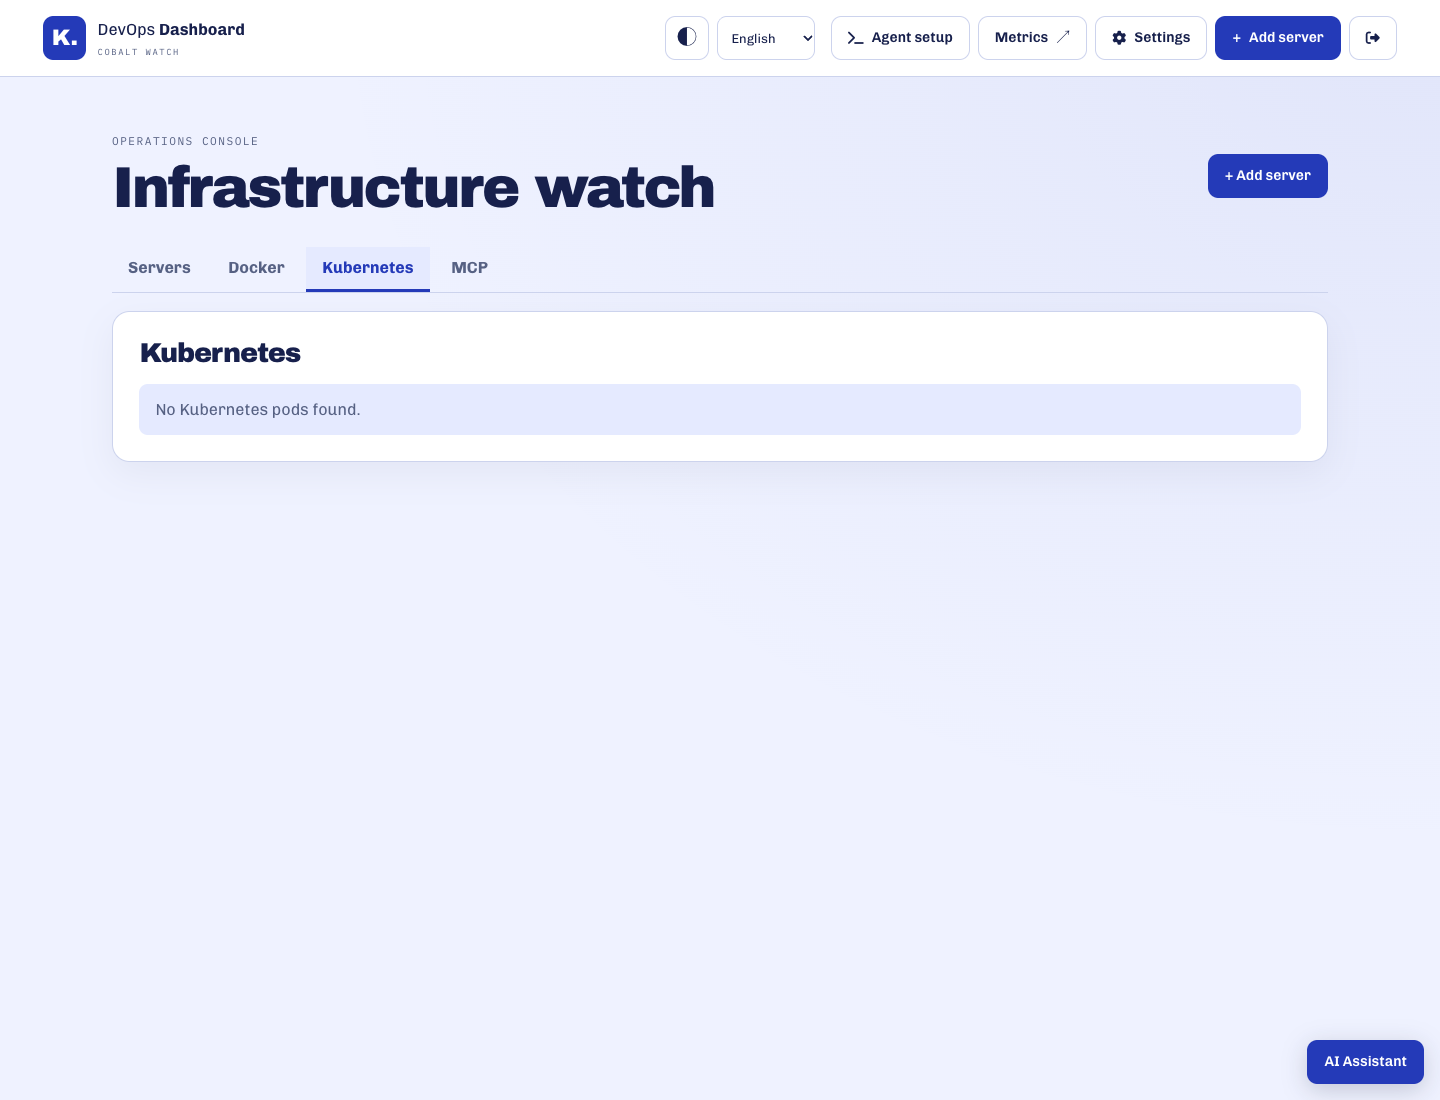 K.
DevOps Dashboard
COBALT WATCH
English
Agent setup
Metrics ↗
Settings
+ Add server
OPERATIONS CONSOLE
Infrastructure watch
+ Add server
Servers
Docker
Kubernetes
MCP
Kubernetes
No Kubernetes pods found.
AI Assistant